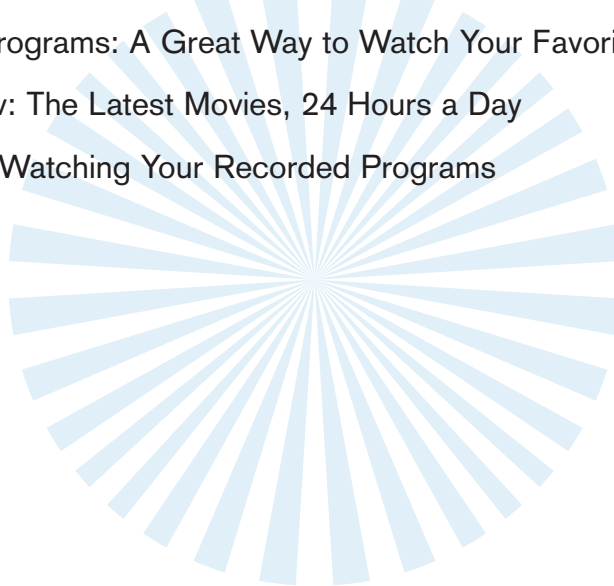 rograms: A Great Way to Watch Your Favori
: The Latest Movies, 24 Hours a Day
Watching Your Recorded Programs